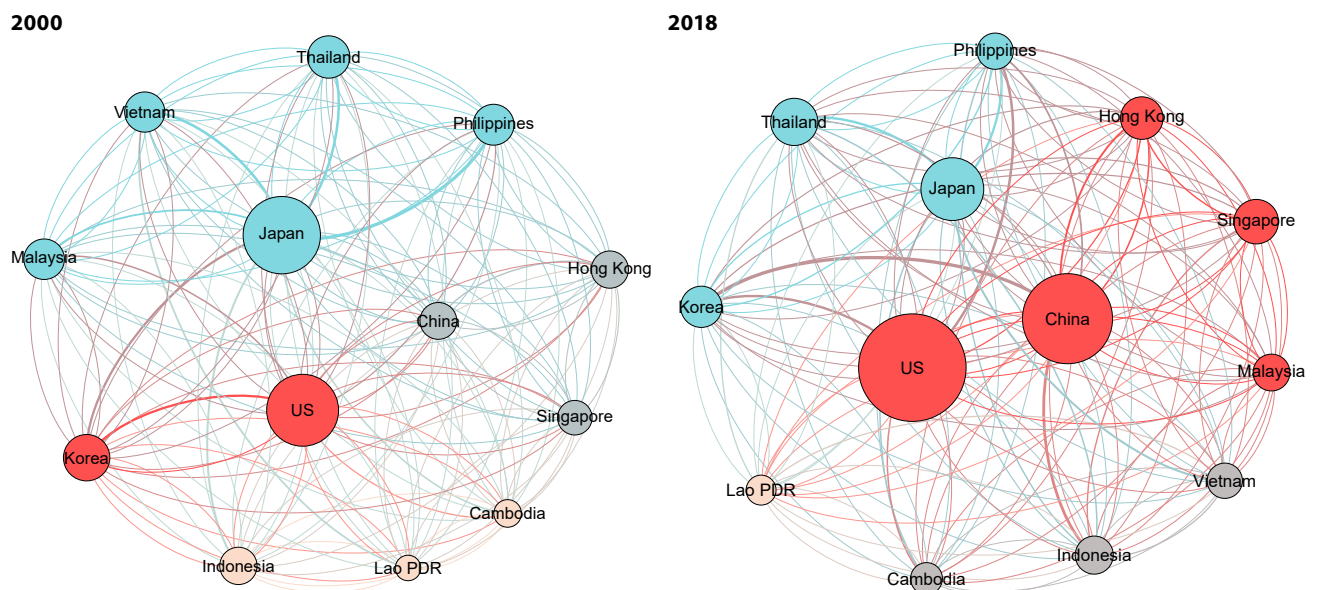 2000
Thailand
Vietnam
Philippines
Japan
Malaysia
Hong Kong
China
US
Singapore
Korea
Cambodia
Indonesia
Lao PDR
2018
Philippines
Hong Kong
Thailand
Japan
Singapore
Korea
China
US
Malaysia
Vietnam
Lao PDR
Indonesia
Cambodia